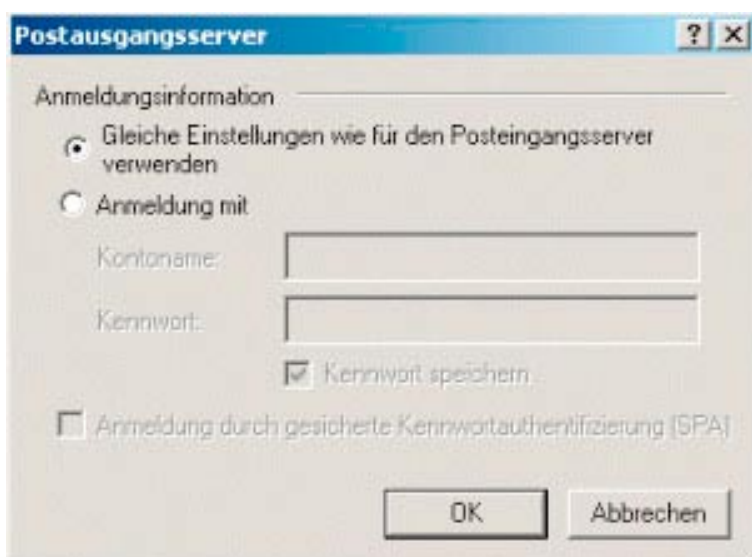 Postausgangsserver
Anmeldungsinformation
Gleiche Einstellungen wie für den Posteingangsserver
verwenden
Anmeldung mit
Kontoname:
Kennwort:
Kennwort speichern
Anmeldung durch gesicherte Kennwortauthentifizierung (SPA)
OK
Abbrechen